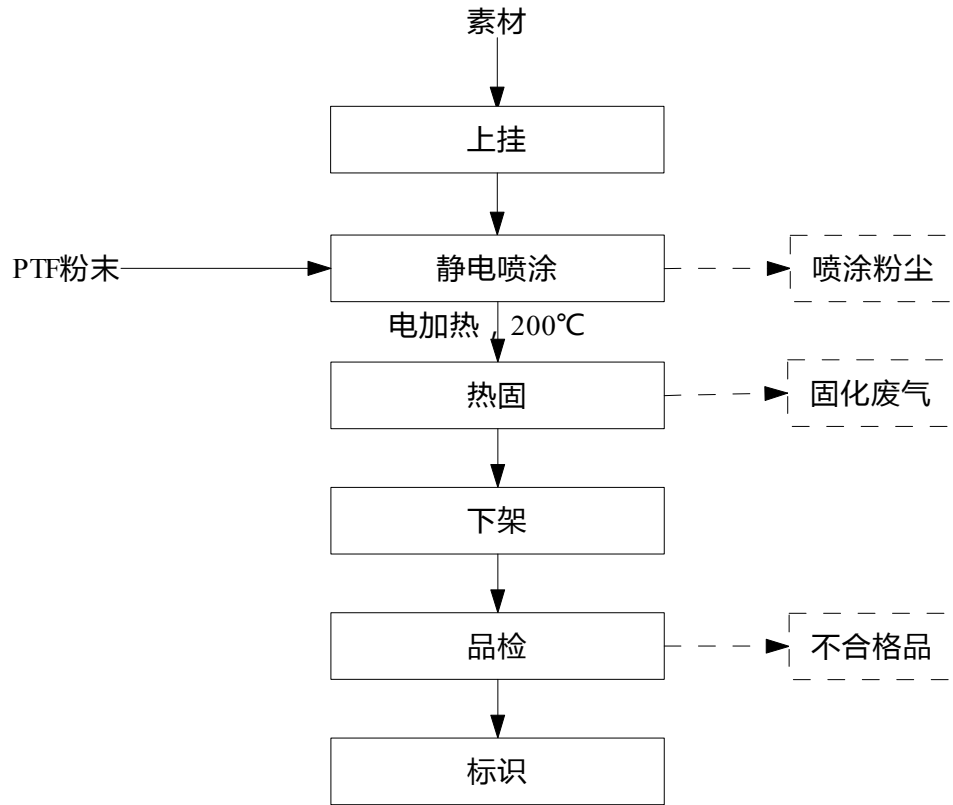 素材
上挂
PTF粉末
静电喷涂
喷涂粉尘
电加热，200℃
热固
固化废气
下架
品检
不合格品
标识